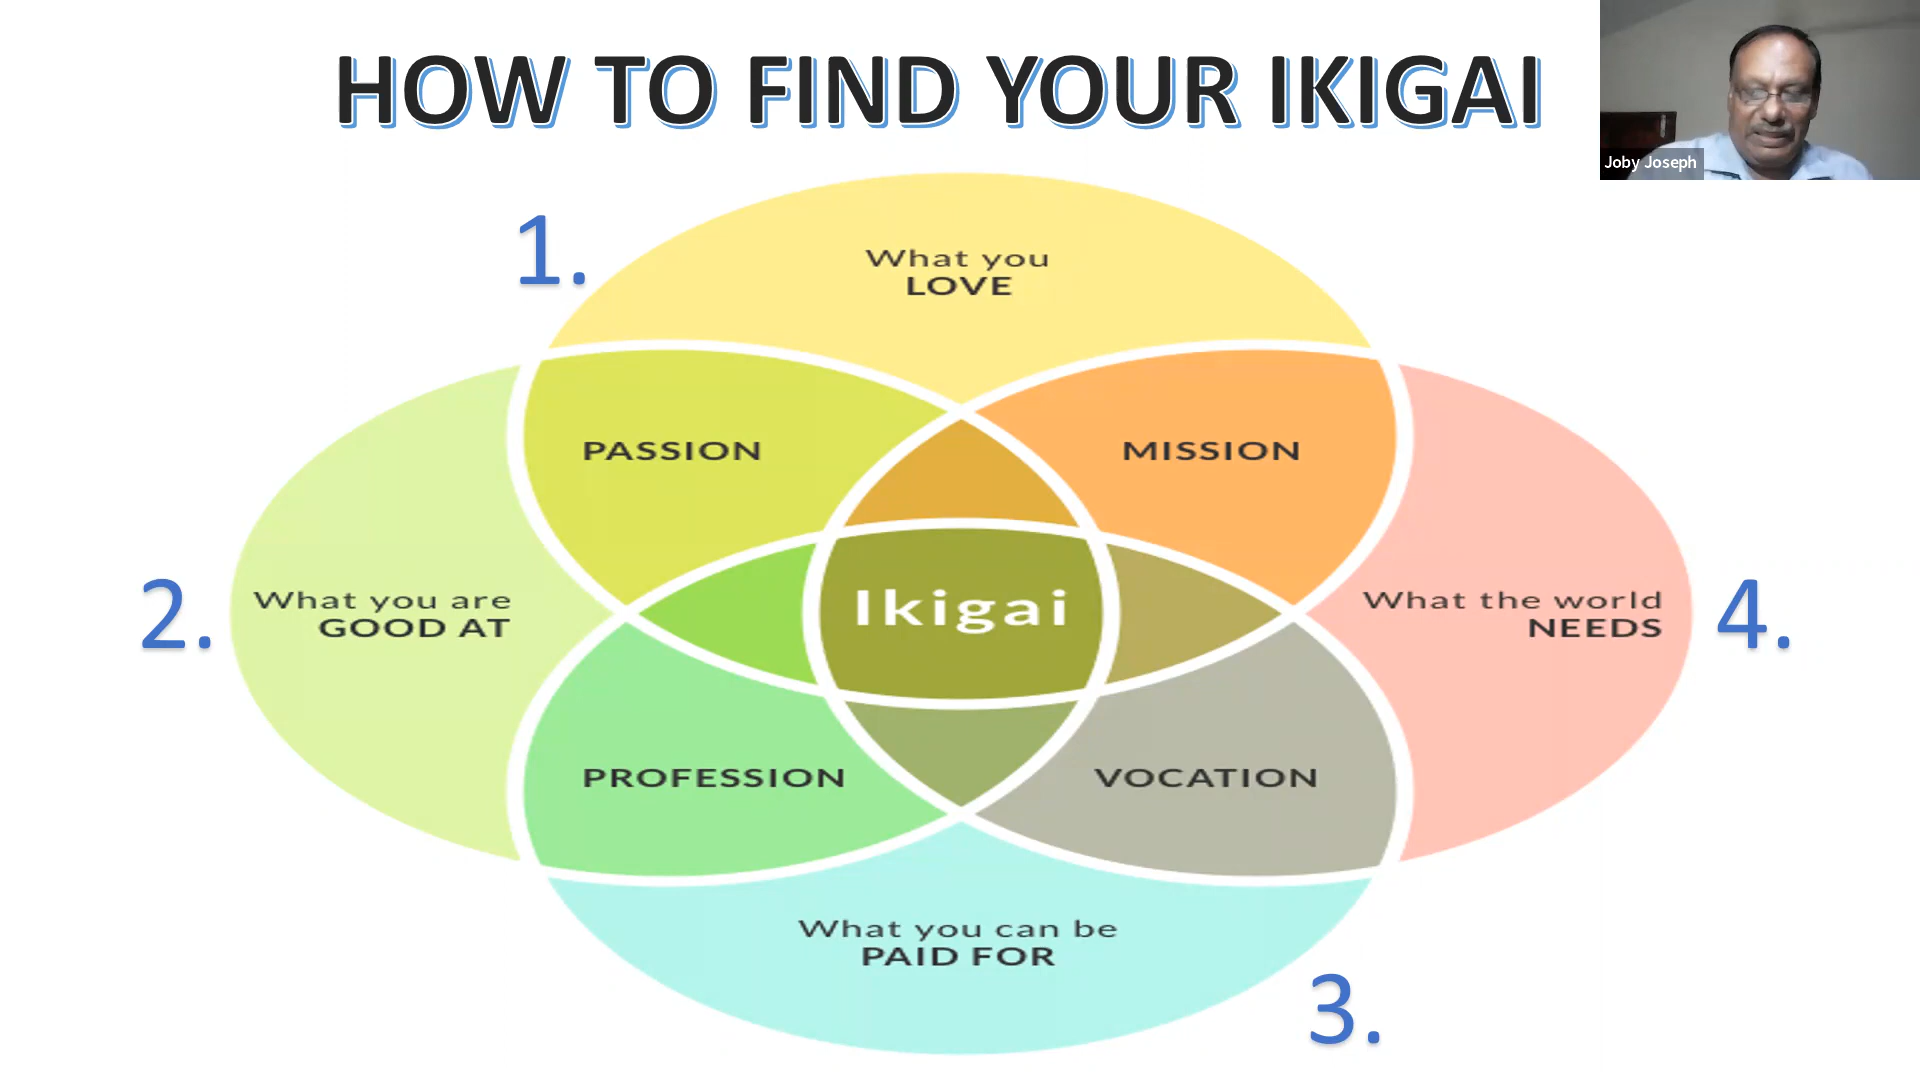 HOW TO FIND YOUR IKIGAI
Joby Joseph
1.
What you
LOVE
PASSION
MISSION
2.
What you are
GOOD AT
Ikigai
What the world
NEEDS
4.
PROFESSION
VOCATION
What you can be
PAID FOR
3.